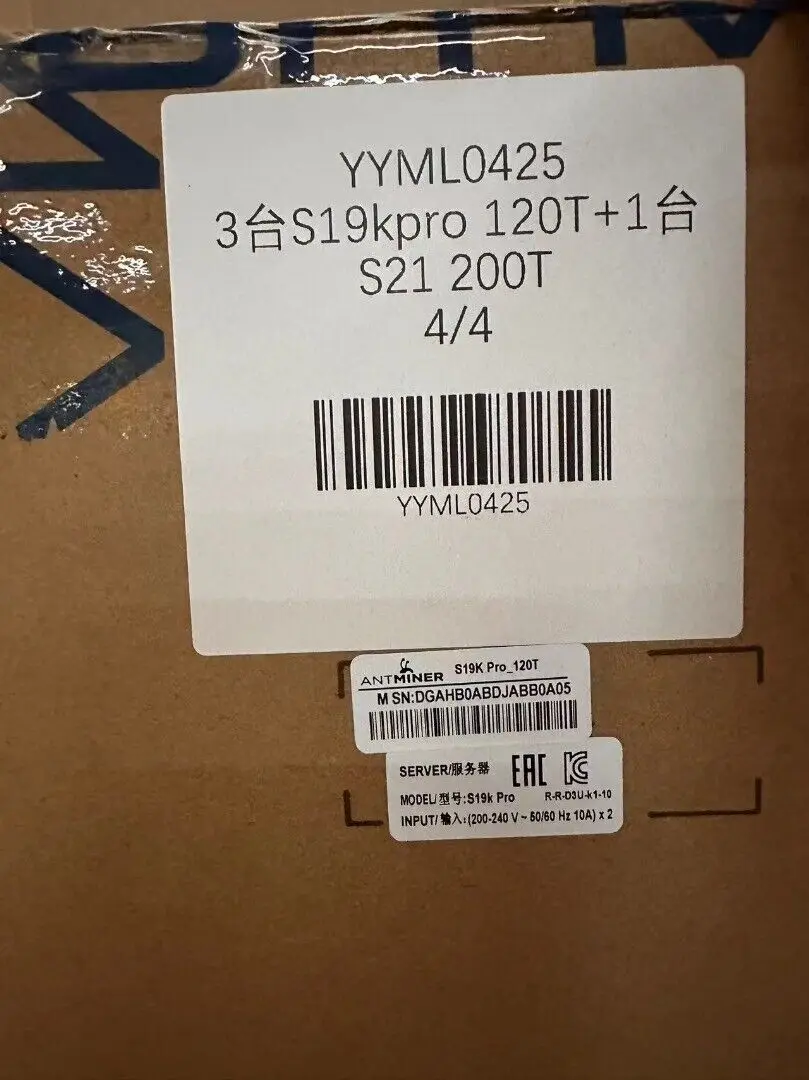 YYML0425
3台S19kpro 120T+1台
S21 200T
4/4
YYML0425
ANTMINER S19K Pro_120T
M SN:DGAHB0ABDJABB0A05
SERVER/服务器 EAC
MODEL/型号:S19k Pro R-R-D3U-k1-10
INPUT/输入:(200-240 V ~ 50/60 Hz 10A) x 2